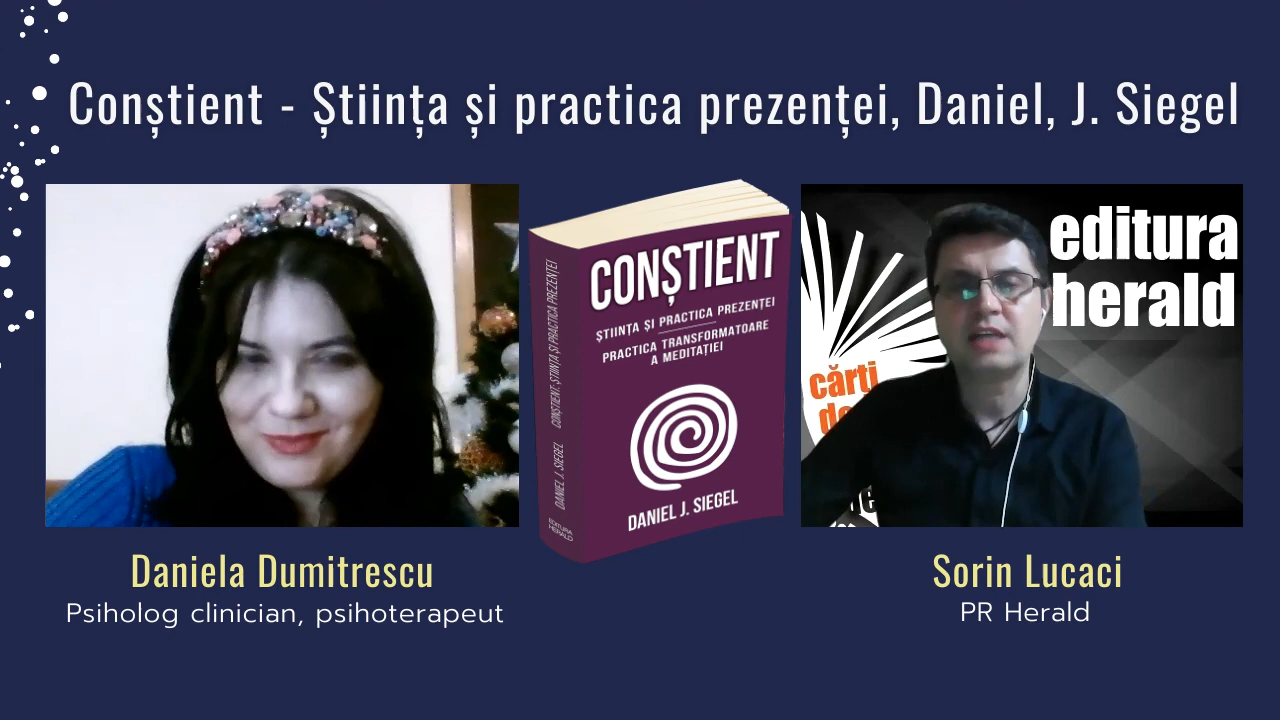 Conștient - Știința și practica prezenței, Daniel, J. Siegel
CONȘTIENT
ȘTIINȚA ȘI PRACTICA PREZENȚEI
PRACTICA TRANSFORMATOARE
A MEDITAȚIEI
DANIEL J. SIEGEL
DANIEL J. SIEGEL CONȘTIENT: ȘTIINȚA ȘI PRACTICA PREZENȚEI
EDITURA
HERALD
editura
herald
cărți
Daniela Dumitrescu
Psiholog clinician, psihoterapeut
Sorin Lucaci
PR Herald